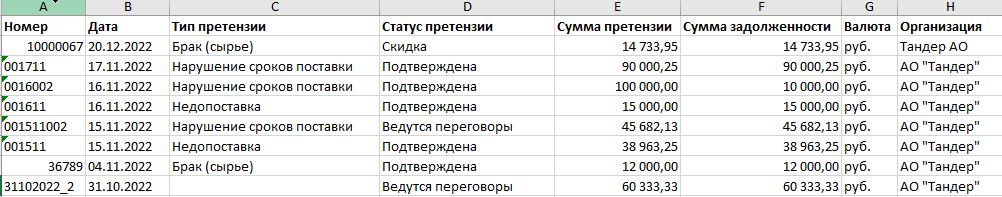 A B C D E F G H
Номер Дата Тип претензии Статус претензии Сумма претензии Сумма задолженности Валюта Организация
10000067 20.12.2022 Брак (сырье) Скидка 14 733,95 14 733,95 руб. Тандер АО
001711 17.11.2022 Нарушение сроков поставки Подтверждена 90 000,25 90 000,25 руб. АО "Тандер"
0016002 16.11.2022 Нарушение сроков поставки Подтверждена 100 000,00 10 000,00 руб. АО "Тандер"
001611 16.11.2022 Недопоставка Подтверждена 15 000,00 15 000,00 руб. АО "Тандер"
001511002 15.11.2022 Нарушение сроков поставки Ведутся переговоры 45 682,13 45 682,13 руб. АО "Тандер"
001511 15.11.2022 Недопоставка Подтверждена 38 963,25 38 963,25 руб. АО "Тандер"
36789 04.11.2022 Брак (сырье) Подтверждена 12 000,00 12 000,00 руб. АО "Тандер"
31102022_2 31.10.2022 Ведутся переговоры 60 333,33 60 333,33 руб. АО "Тандер"